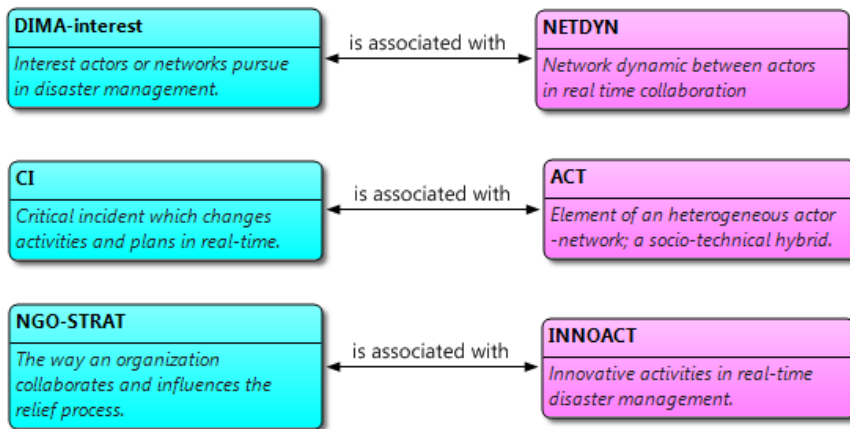 DIMA-interest
Interest actors or networks pursue
in disaster management.
is associated with
NETDYN
Network dynamic between actors
in real time collaboration
CI
Critical incident which changes
activities and plans in real-time.
is associated with
ACT
Element of an heterogeneous actor
-network; a socio-technical hybrid.
NGO-STRAT
The way an organization
collaborates and influences the
relief process.
is associated with
INNOACT
Innovative activities in real-time
disaster management.